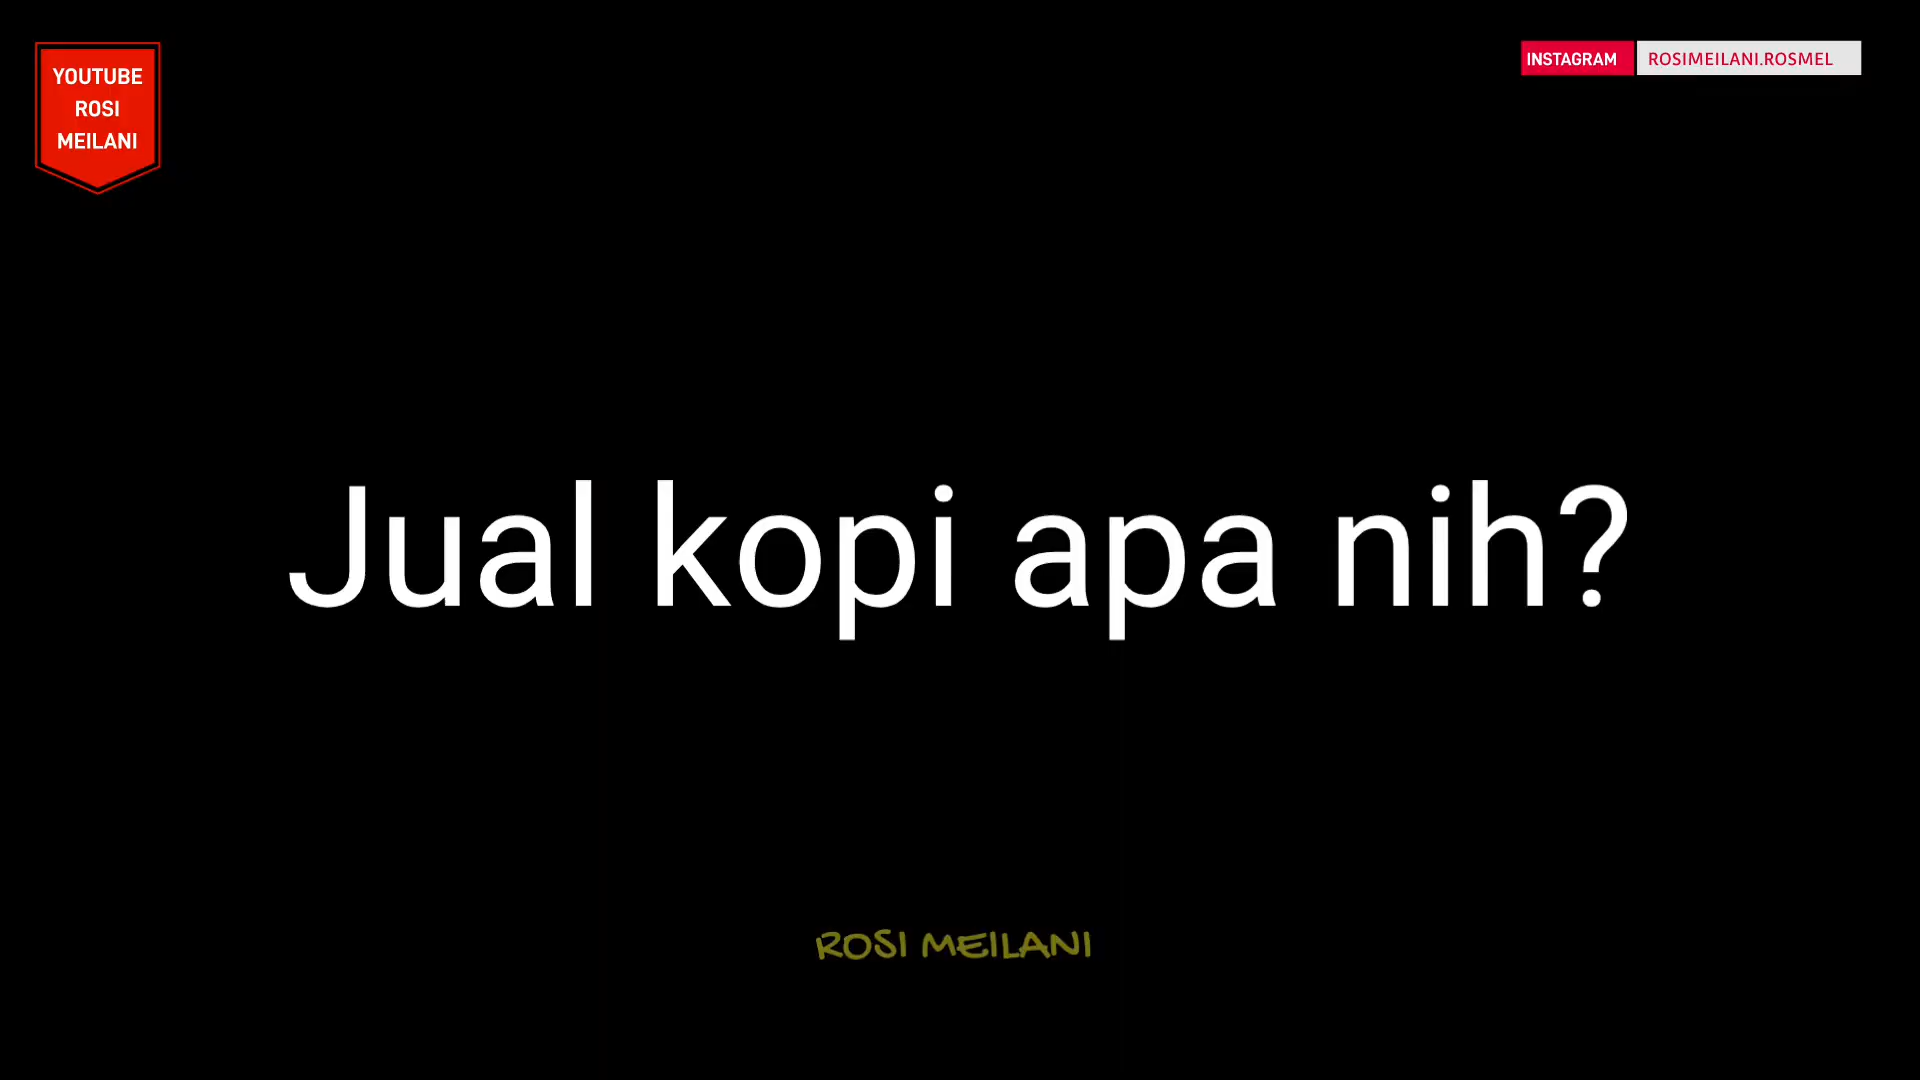 YOUTUBE
ROSI
MEILANI
INSTAGRAM ROSIMEILANI.ROSMEL
Jual kopi apa nih?
ROSI MEILANI